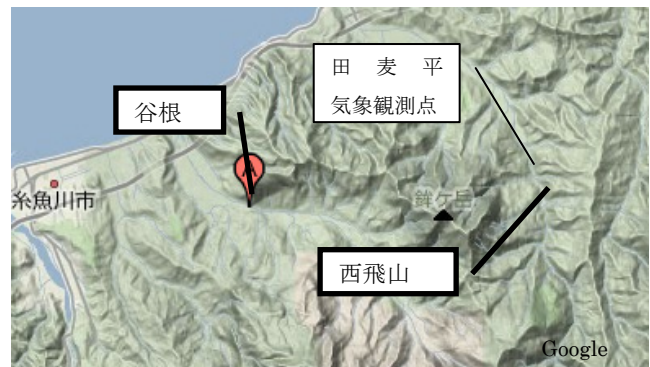 田 麦 平
気象観測点
谷根
A
糸魚川市
鉾ケ岳
西飛山
Google